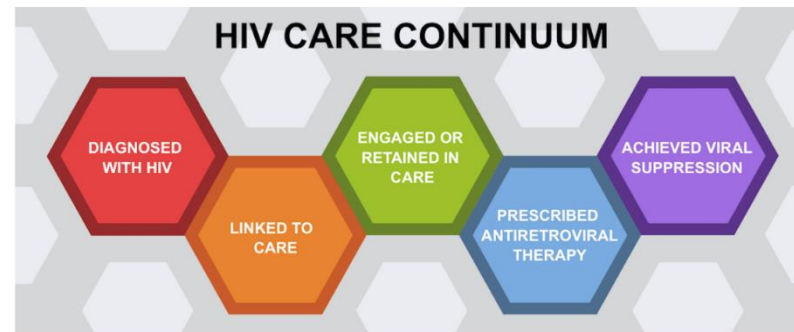 HIV CARE CONTINUUM
DIAGNOSED
WITH HIV
LINKED TO
CARE
ENGAGED OR
RETAINED IN
CARE
PRESCRIBED
ANTIRETROVIRAL
THERAPY
ACHIEVED VIRAL
SUPPRESSION